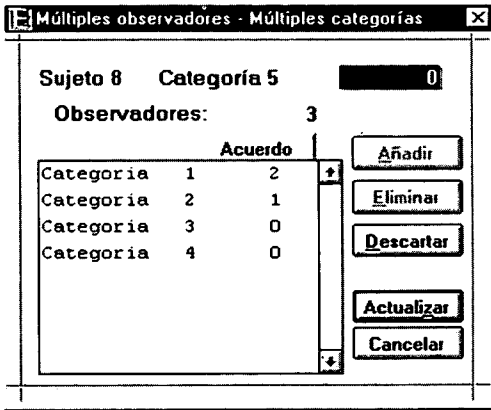 Múltiples observadores - Múltiples categorías
Sujeto 8 Categoría 5 0
Observadores: 3
Acuerdo
Categoria 1 2
Categoria 2 1
Categoria 3 0
Categoria 4 0
Añadir
Eliminar
Descartar
Actualizar
Cancelar